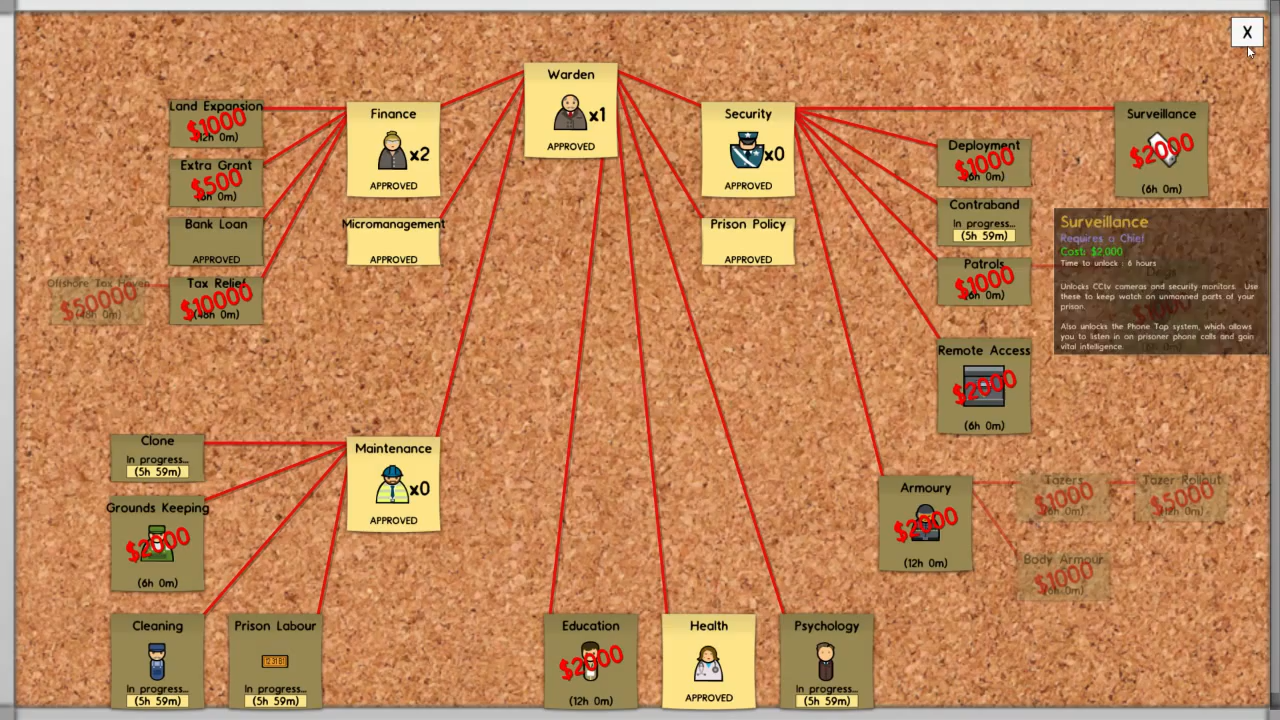 X
Warden
x1
APPROVED
Land Expansion
$1000
(12h 0m)
Finance
x2
APPROVED
Security
x0
APPROVED
Surveillance
$2000
(6h 0m)
Extra Grant
$500
(6h 0m)
Deployment
$1000
(6h 0m)
Bank Loan
APPROVED
Micromanagement
APPROVED
Prison Policy
APPROVED
Contraband
In progress...
(5h 59m)
Offshore Tax Haven
$50000
(48h 0m)
Tax Relief
$10000
(48h 0m)
Patrols
$1000
(6h 0m)
Surveillance
Requires a Chief
Cost: $2,000
Time to unlock : 6 hours
Unlocks CCtv cameras and security monitors. Use
these to keep watch on unmanned parts of your
prison.
Also unlocks the Phone Tap system, which allows
you to listen in on prisoner phone calls and gain
vital intelligence.
Remote Access
$2000
(6h 0m)
Clone
In progress...
(5h 59m)
Maintenance
x0
APPROVED
Grounds Keeping
$2000
(6h 0m)
Armoury
$2000
(12h 0m)
Tazers
$1000
(6h 0m)
Tazer Rollout
$5000
(12h 0m)
Body Armour
$1000
(6h 0m)
Cleaning
In progress...
(5h 59m)
Prison Labour
In progress...
(5h 59m)
Education
$2000
(12h 0m)
Health
APPROVED
Psychology
In progress...
(5h 59m)